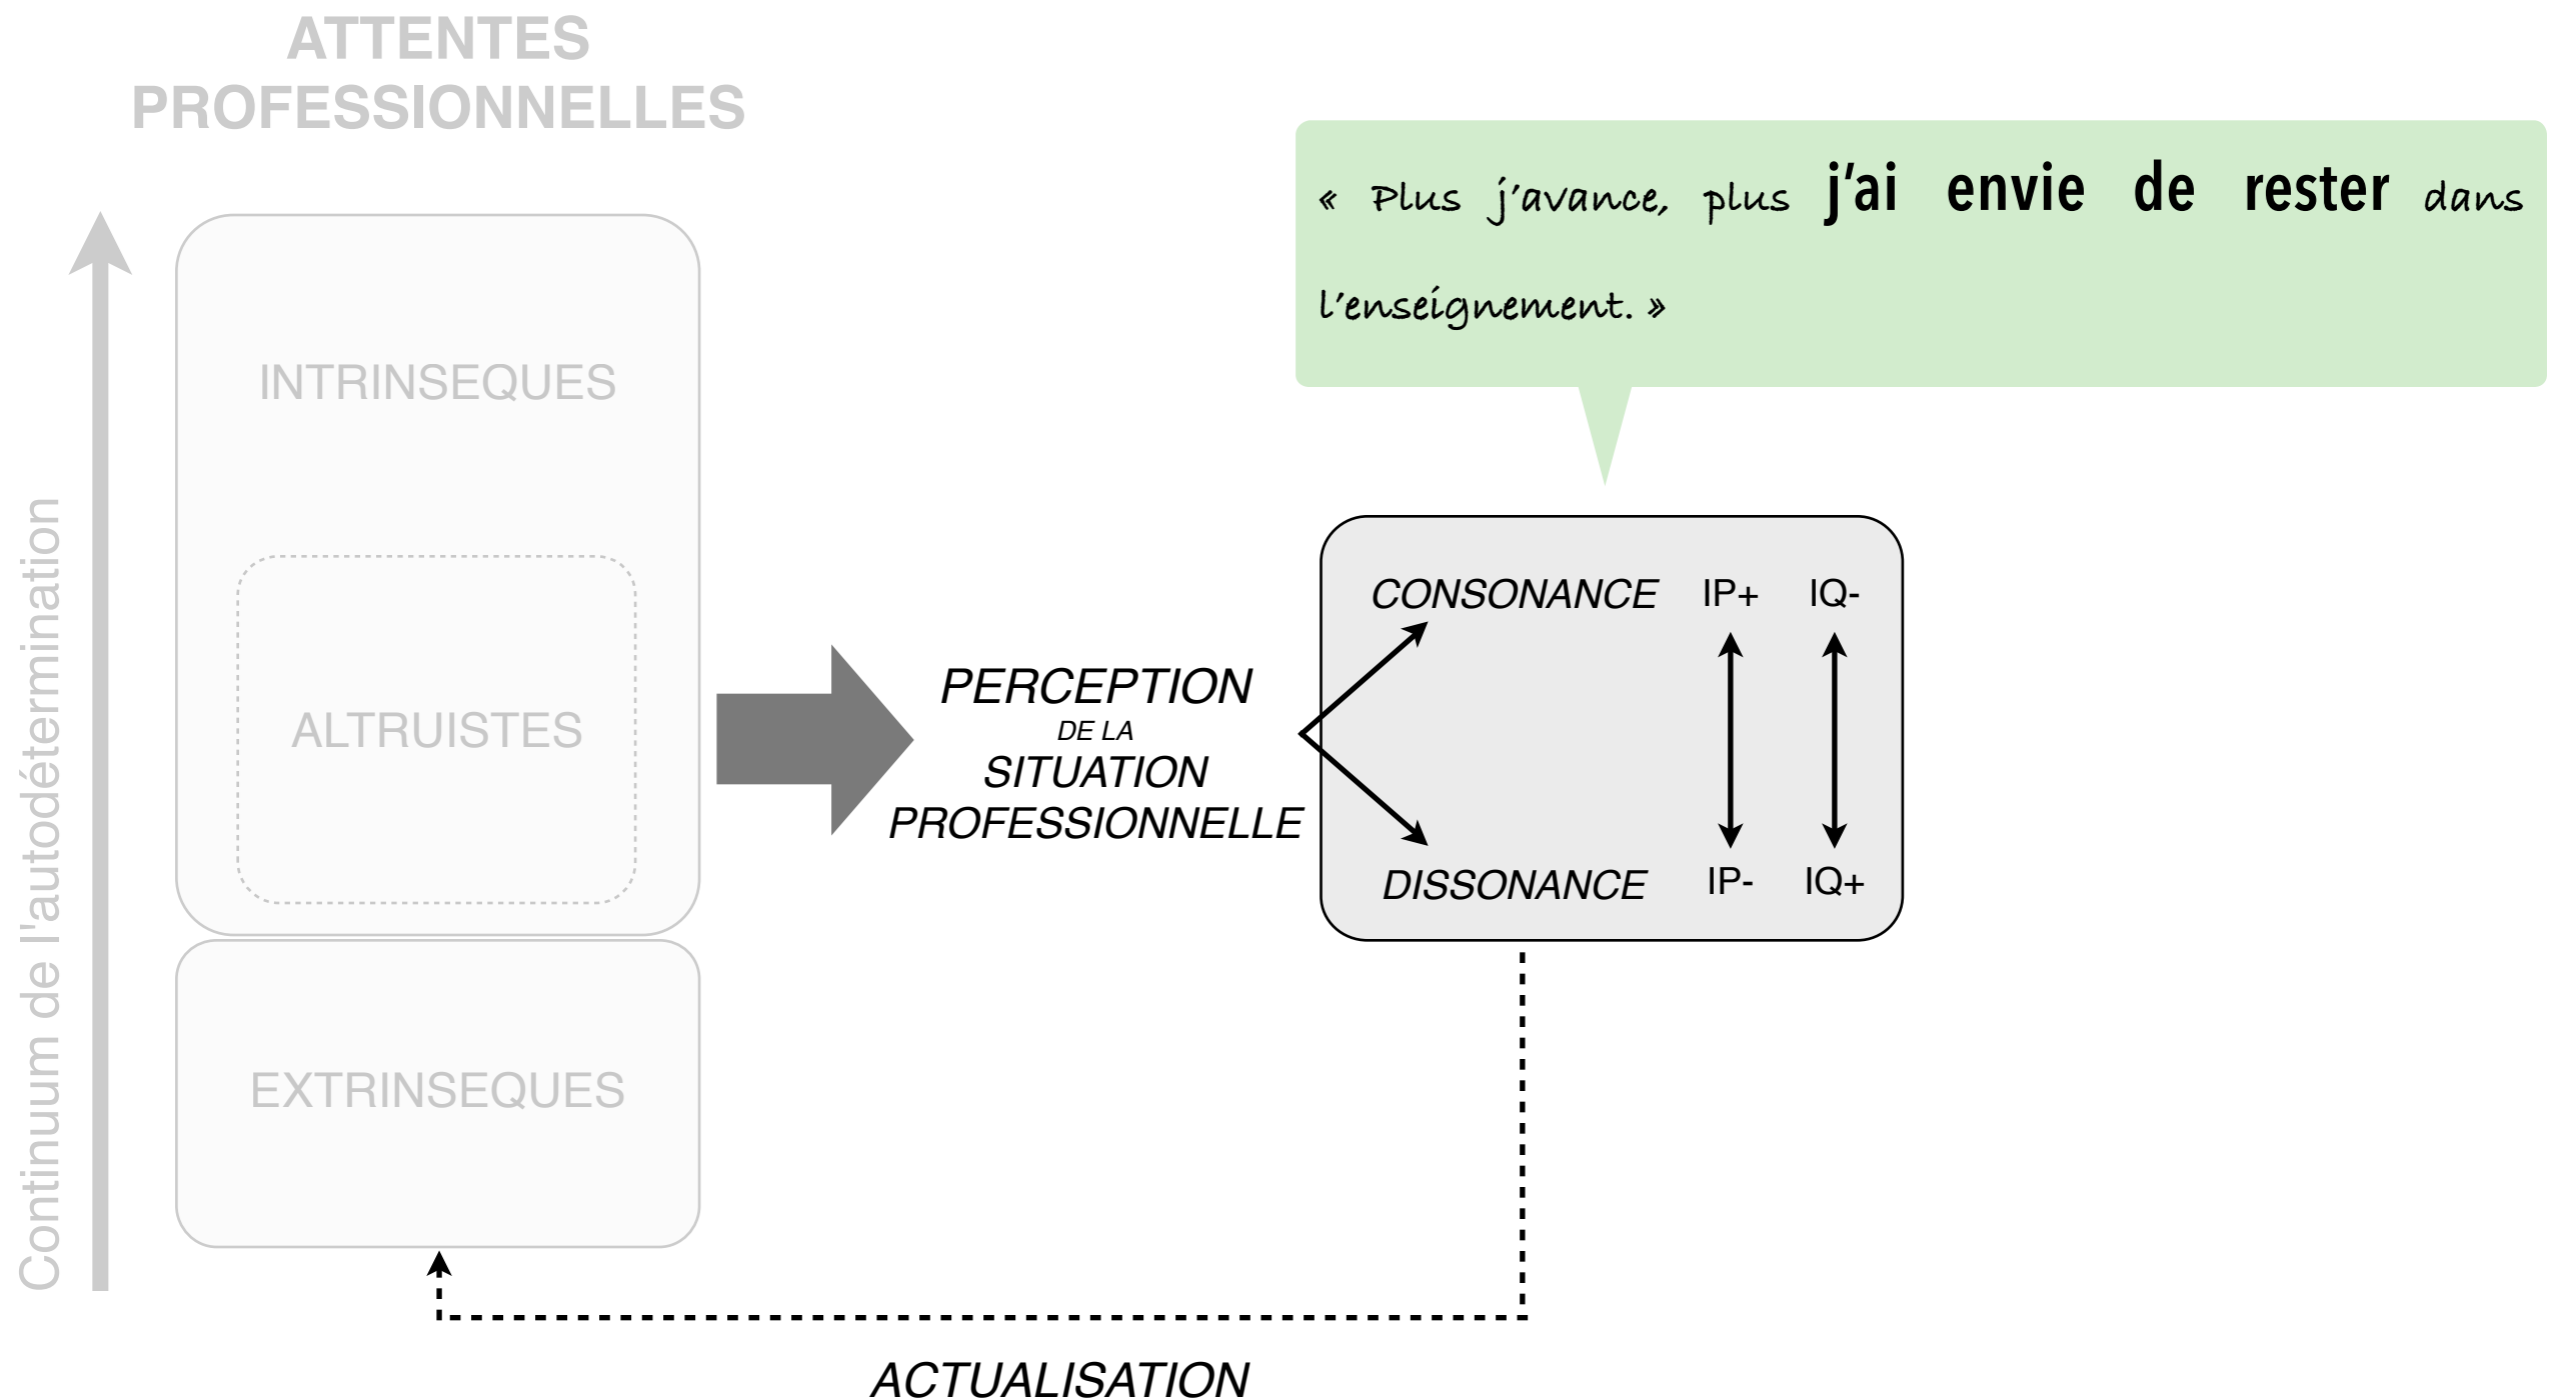 ATTENTES
PROFESSIONNELLES
Continuum de l'autodétermination
INTRINSEQUES
ALTRUISTES
EXTRINSEQUES
PERCEPTION
DE LA
SITUATION
PROFESSIONNELLE
« Plus j'avance, plus j'ai envie de rester dans
l'enseignement. »
CONSONANCE IP+ IQ-
DISSONANCE IP- IQ+
ACTUALISATION